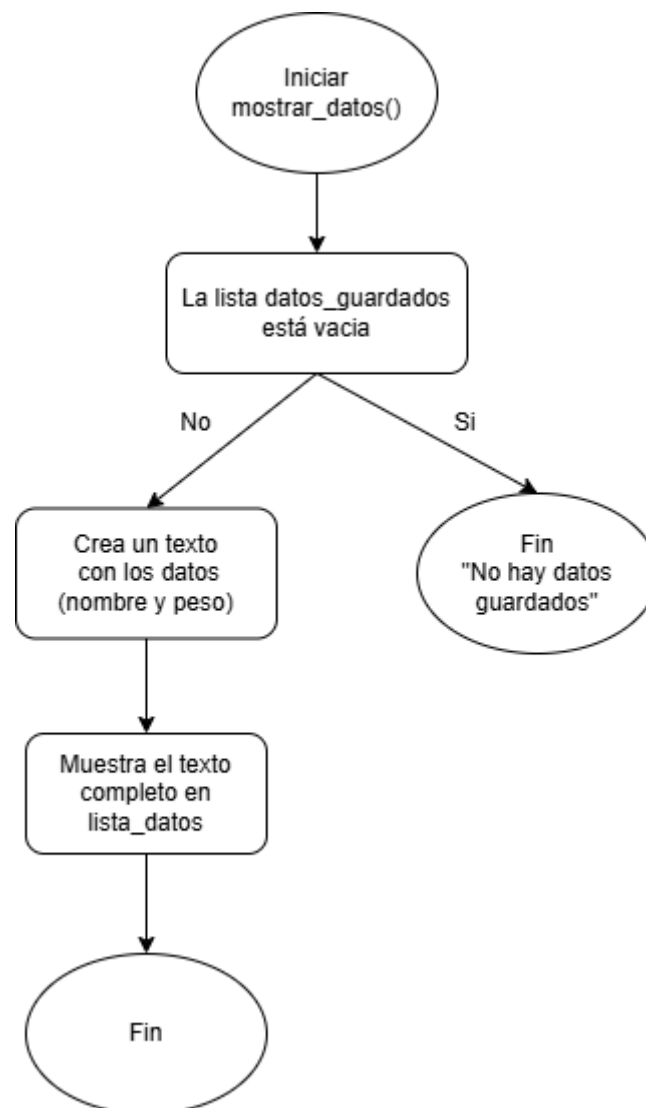 Iniciar
mostrar_datos()
La lista datos_guardados
está vacia
No
Si
Crea un texto
con los datos
(nombre y peso)
Fin
"No hay datos
guardados"
Muestra el texto
completo en
lista_datos
Fin